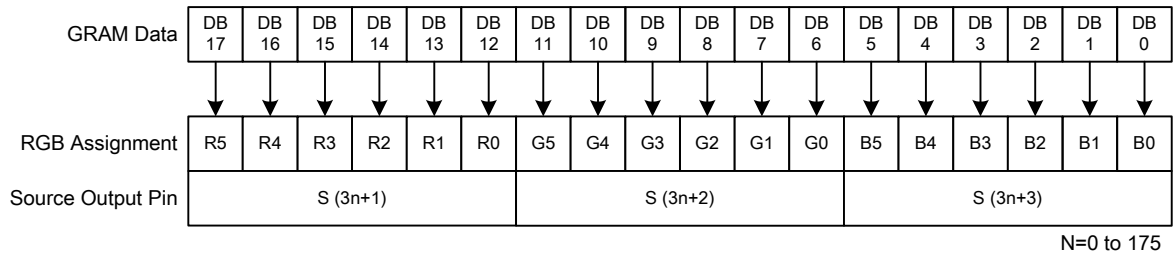 GRAM Data DB 17 DB 16 DB 15 DB 14 DB 13 DB 12 DB 11 DB 10 DB 9 DB 8 DB 7 DB 6 DB 5 DB 4 DB 3 DB 2 DB 1 DB 0
RGB Assignment R5 R4 R3 R2 R1 R0 G5 G4 G3 G2 G1 G0 B5 B4 B3 B2 B1 B0
Source Output Pin S (3n+1) S (3n+2) S (3n+3)
N=0 to 175